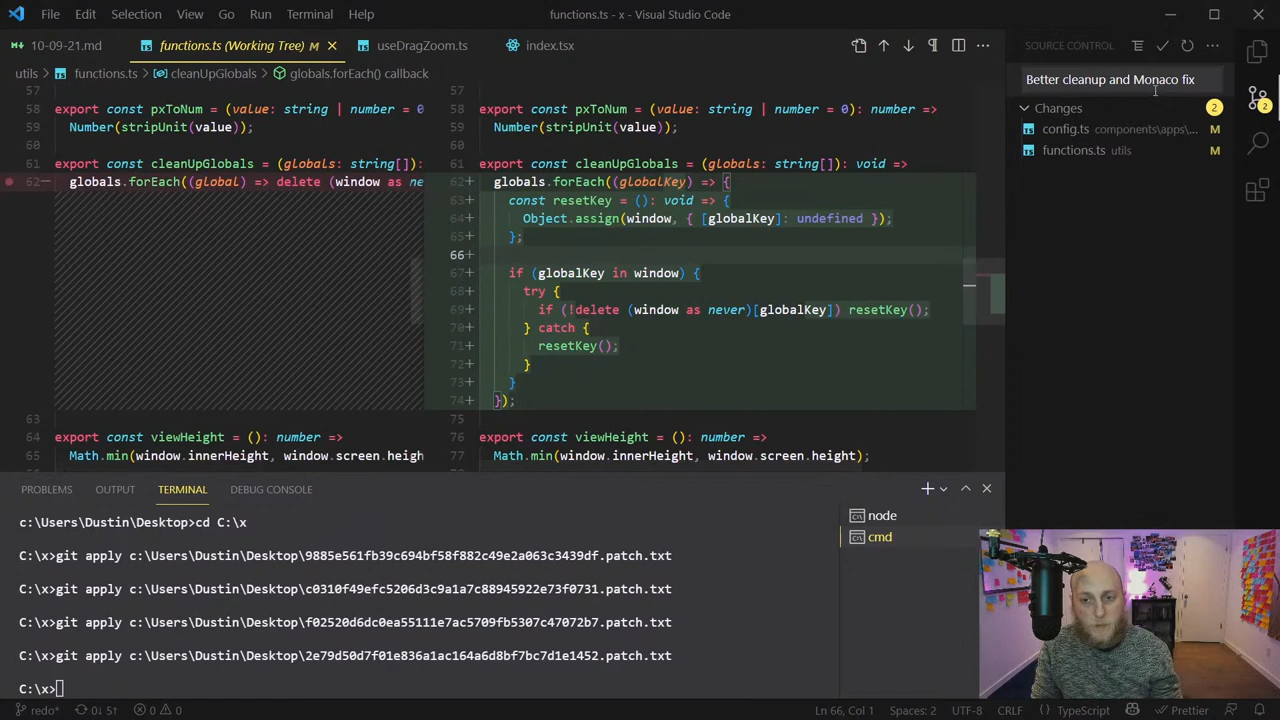 File Edit Selection View Go Run Terminal Help functions.ts - x - Visual Studio Code
10-09-21.md functions.ts (Working Tree) M useDragZoom.ts index.tsx
SOURCE CONTROL
utils > functions.ts > cleanUpGlobals > globals.forEach() callback
Better cleanup and Monaco fix
Changes 2
config.ts components\apps\... M
functions.ts utils M
2
57
58 export const pxToNum = (value: string | number = 0
59 Number(stripUnit(value));
60
61 export const cleanUpGlobals = (globals: string[]):
62- globals.forEach((global) => delete (window as ne
63
64 export const viewHeight = (): number =>
65 Math.min(window.innerHeight, window.screen.heigh
57
58 export const pxToNum = (value: string | number = 0): number =>
59 Number(stripUnit(value));
60
61 export const cleanUpGlobals = (globals: string[]): void =>
62+ globals.forEach((globalKey) => {
63+ const resetKey = (): void => {
64+ Object.assign(window, { [globalKey]: undefined });
65+ };
66+
67+ if (globalKey in window) {
68+ try {
69+ if (!delete (window as never)[globalKey]) resetKey();
70+ } catch {
71+ resetKey();
72+ }
73+ }
74+ });
75
76 export const viewHeight = (): number =>
77 Math.min(window.innerHeight, window.screen.height);
PROBLEMS OUTPUT TERMINAL DEBUG CONSOLE
c:\Users\Dustin\Desktop>cd C:\x
C:\x>git apply c:\Users\Dustin\Desktop\9885e561fb39c694bf58f882c49e2a063c3439df.patch.txt
C:\x>git apply c:\Users\Dustin\Desktop\c0310f49efc5206d3c9a1a7c88945922e73f0731.patch.txt
C:\x>git apply c:\Users\Dustin\Desktop\f02520d6dc0ea55111e7ac5709fb5307c47072b7.patch.txt
C:\x>git apply c:\Users\Dustin\Desktop\2e79d50d7f01e836a1ac164a6d8bf7bc7d1e1452.patch.txt
C:\x>
node
cmd
redo* 0↓ 5↑ 0 0 Ln 66, Col 1 Spaces: 2 UTF-8 CRLF TypeScript Prettier